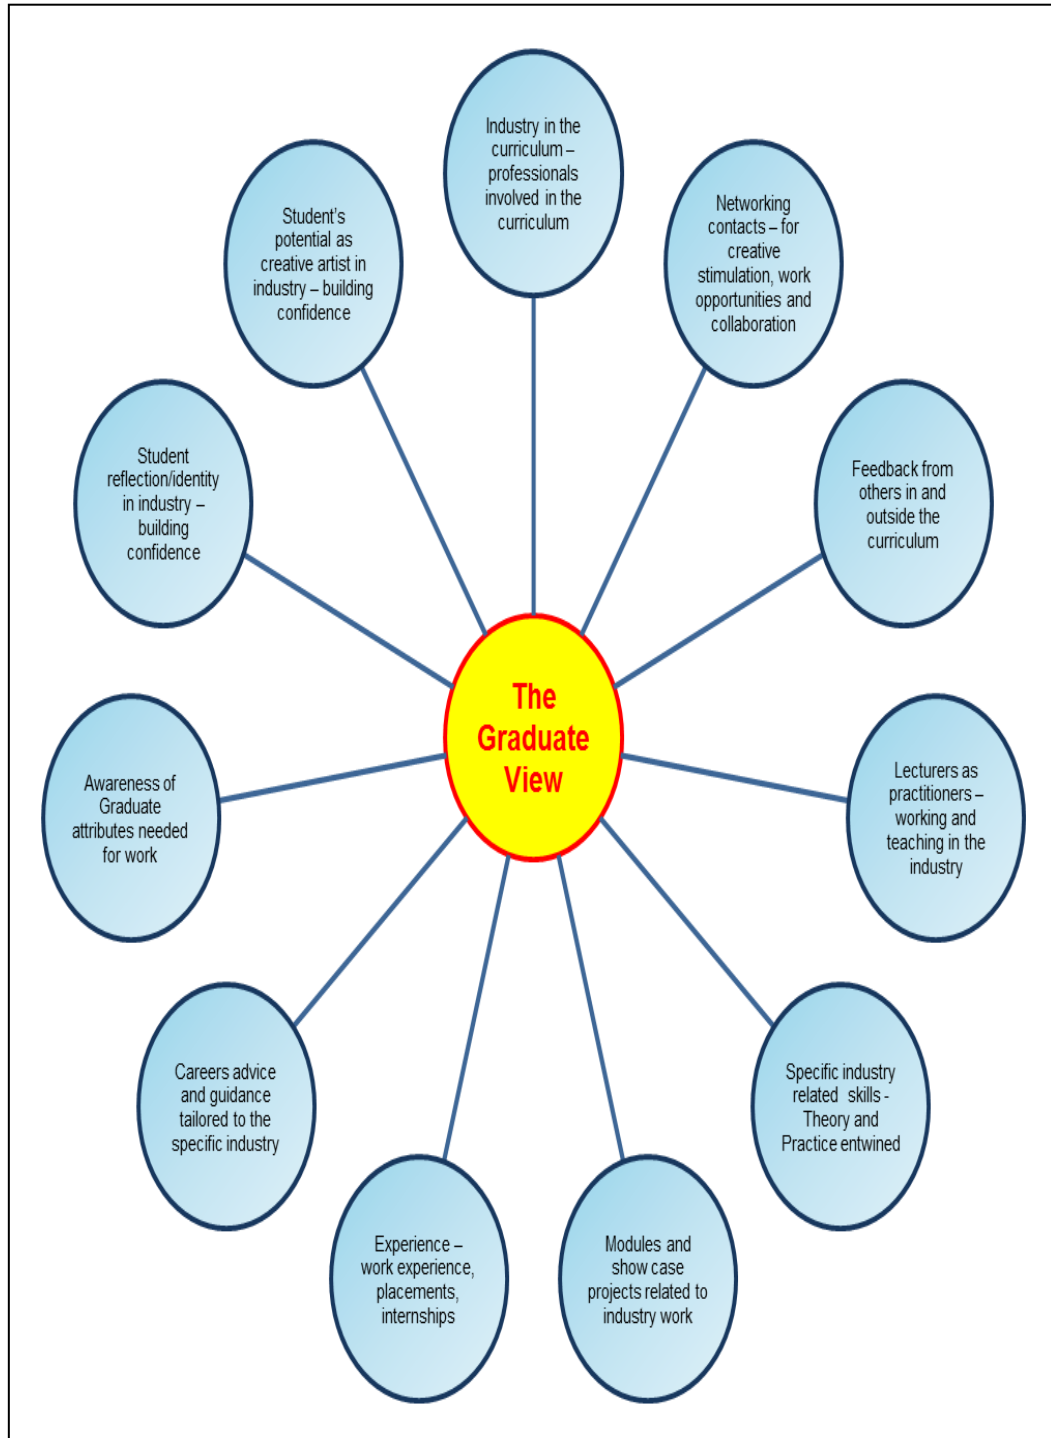 Industry in the
curriculum –
professionals
involved in the
curriculum
Networking
contacts – for
creative
stimulation, work
opportunities and
collaboration
Feedback from
others in and
outside the
curriculum
Lecturers as
practitioners –
working and
teaching in the
industry
Specific industry
related skills -
Theory and
Practice entwined
Modules and
show case
projects related to
industry work
Experience –
work experience,
placements,
internships
Careers advice
and guidance
tailored to the
specific industry
Awareness of
Graduate
attributes needed
for work
Student
reflection/identity
in industry –
building
confidence
Student’s
potential as
creative artist in
industry – building
confidence
The
Graduate
View